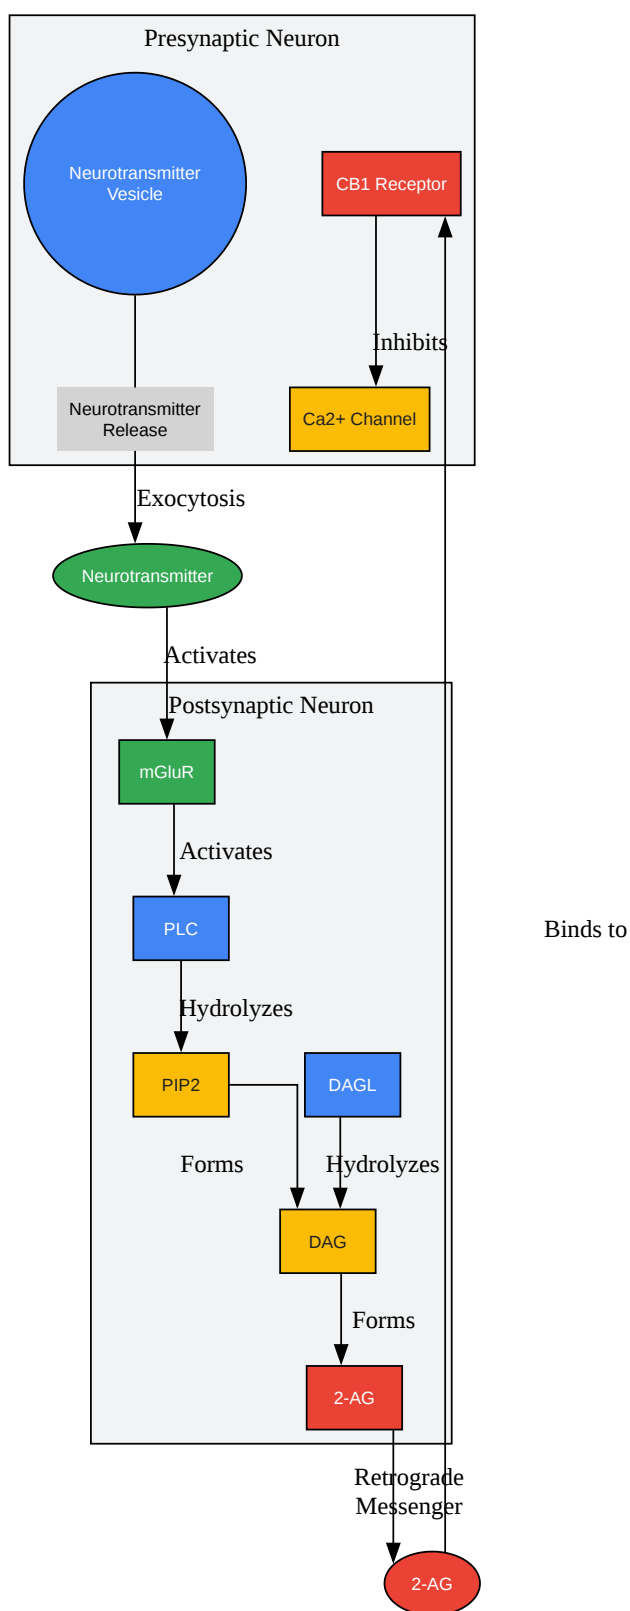 Presynaptic Neuron
Neurotransmitter
Vesicle
CB1 Receptor
Inhibits
Neurotransmitter
Release
Ca2+ Channel
Exocytosis
Neurotransmitter
Activates
Postsynaptic Neuron
mGluR
Activates
PLC
Binds to
Hydrolyzes
PIP2
DAGL
Forms
Hydrolyzes
DAG
Forms
2-AG
Retrograde
Messenger
2-AG